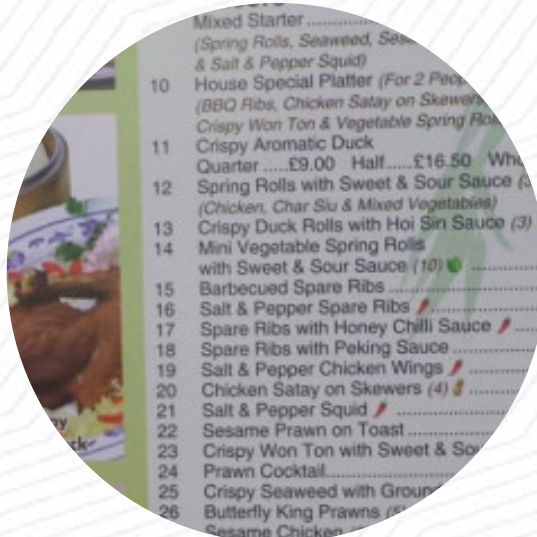 Mixed Starter
(Spring Rolls, Seaweed,
& Salt & Pepper Squid)
10 House Special Platter (For 2
(BBQ Ribs, Chicken Satay on Skewers
Crispy Won Ton & Vegetable Spring
11 Crispy Aromatic Duck
Quarter ......£9.00 Half......£16.50
12 Spring Rolls with Sweet & Sour Sauce
(Chicken, Char Siu & Mixed Vegetables)
13 Crispy Duck Rolls with Hoi Sin Sauce (3)
14 Mini Vegetable Spring Rolls
with Sweet & Sour Sauce (10)
15 Barbecued Spare Ribs
16 Salt & Pepper Spare Ribs
17 Spare Ribs with Honey Chilli Sauce
18 Spare Ribs with Peking Sauce
19 Salt & Pepper Chicken Wings
20 Chicken Satay on Skewers (4)
21 Salt & Pepper Squid
22 Sesame Prawn on Toast
23 Crispy Won Ton with Sweet &
24 Prawn Cocktail
25 Crispy Seaweed with
26 Butterfly King Prawns
Sesame Chicken